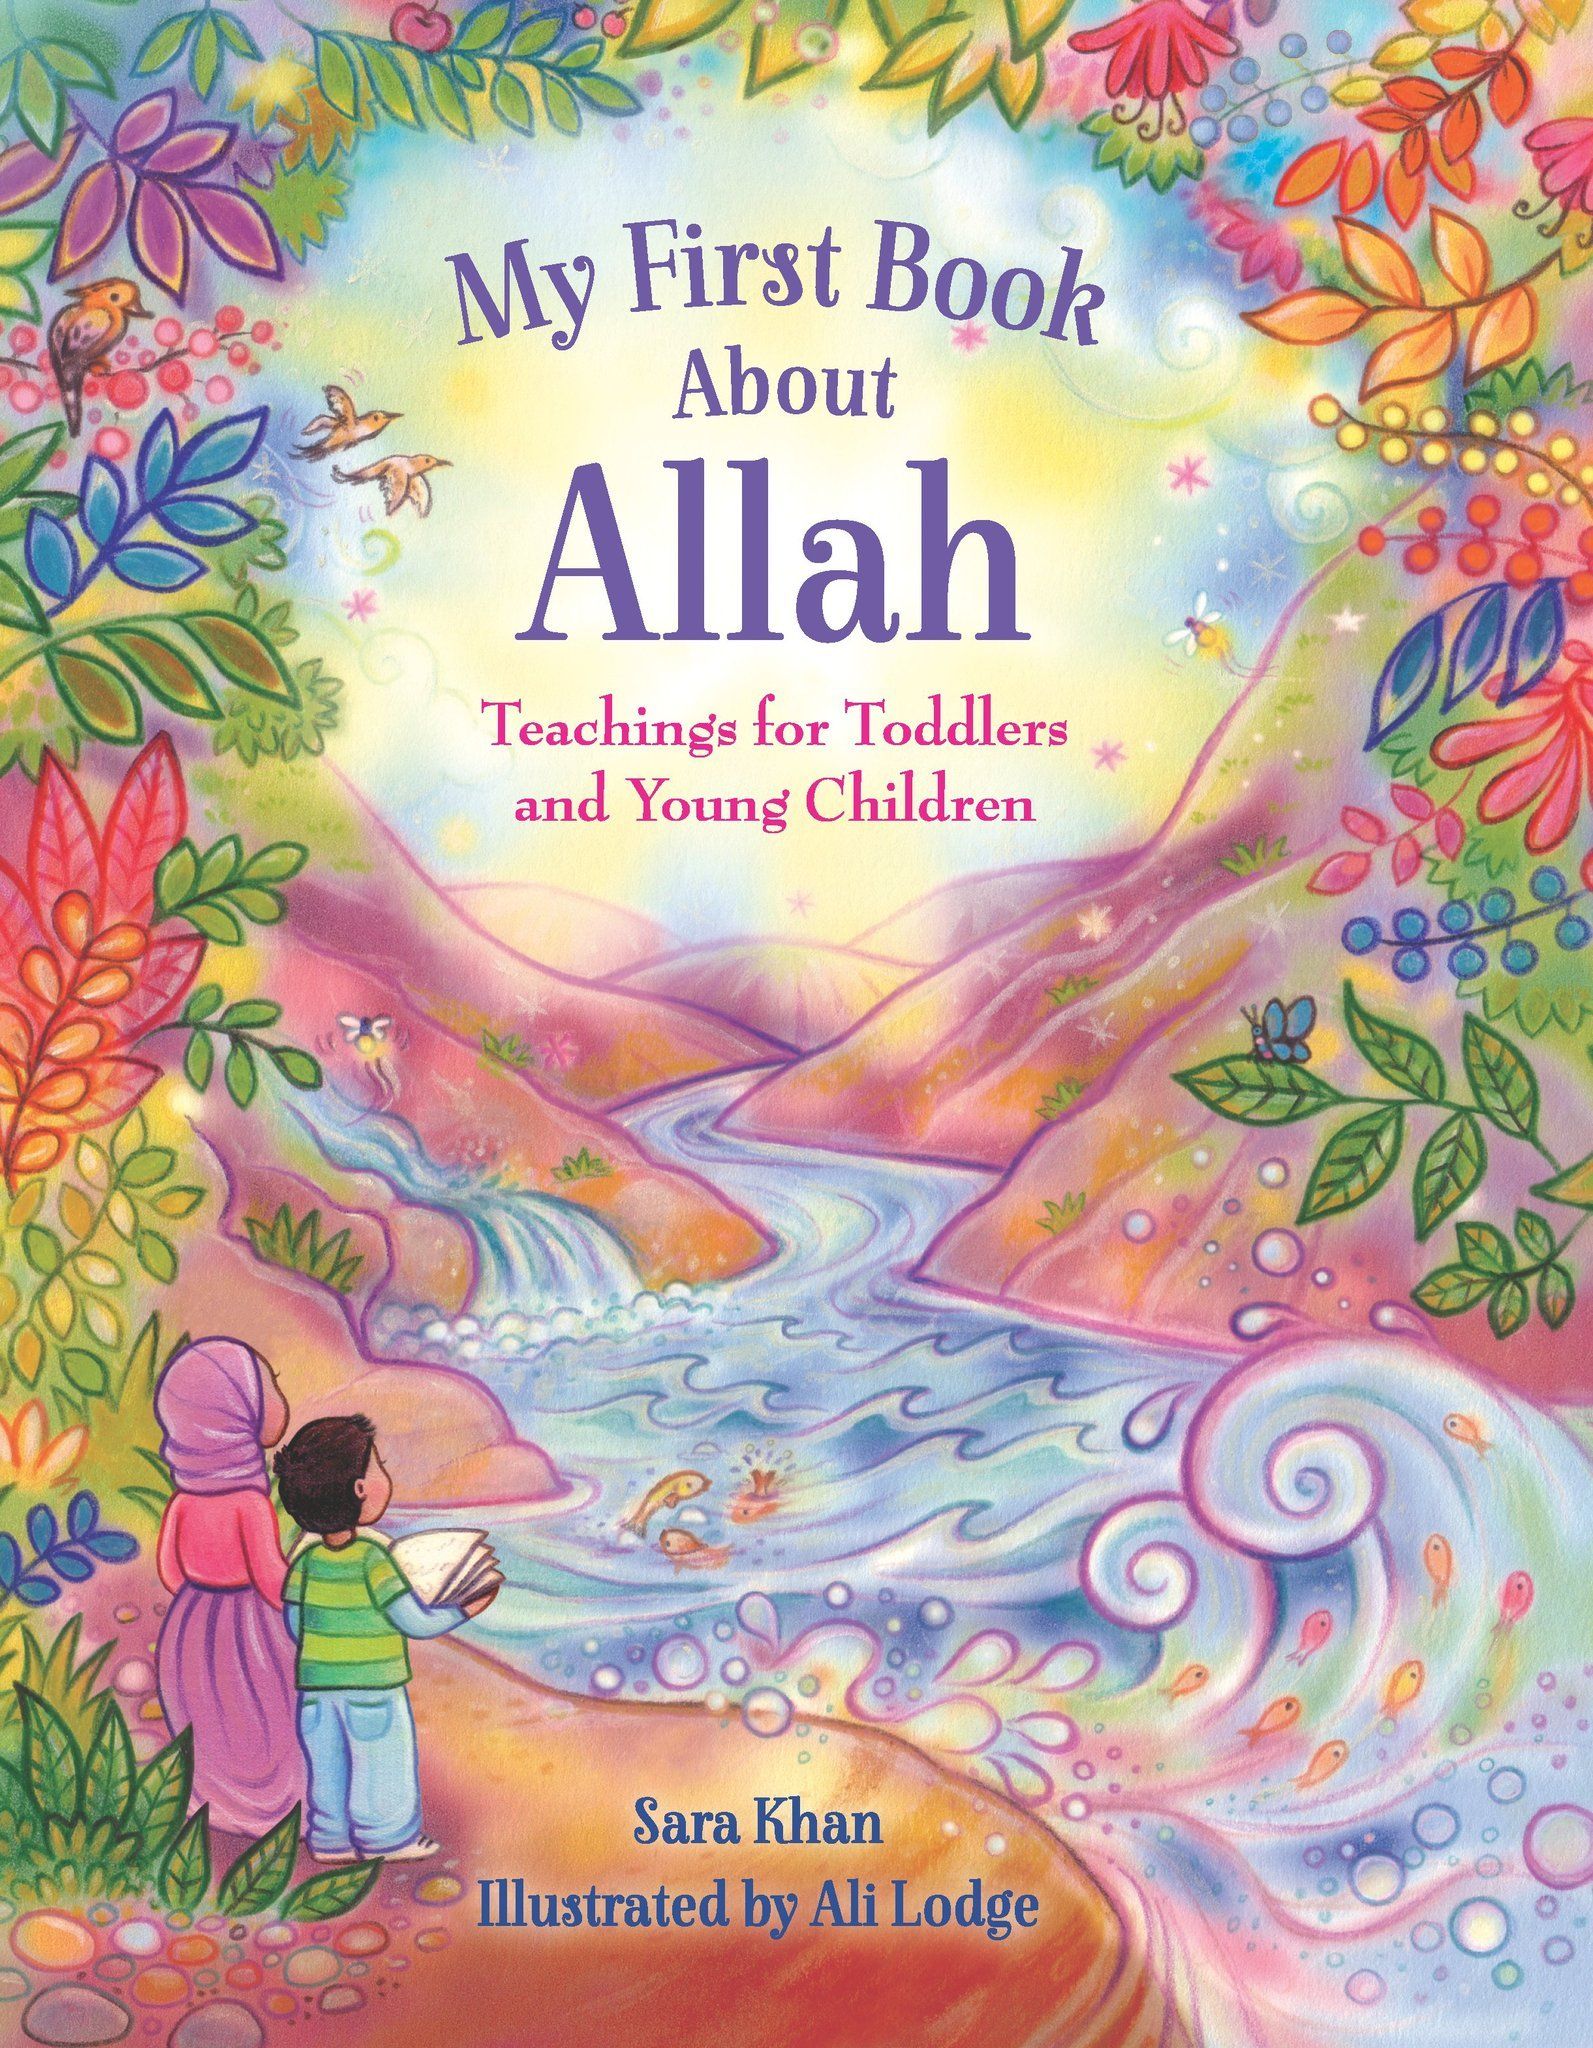 My First Book
About
Allah
Teachings for Toddlers
and Young Children
Sara Khan
Illustrated by Ali Lodge